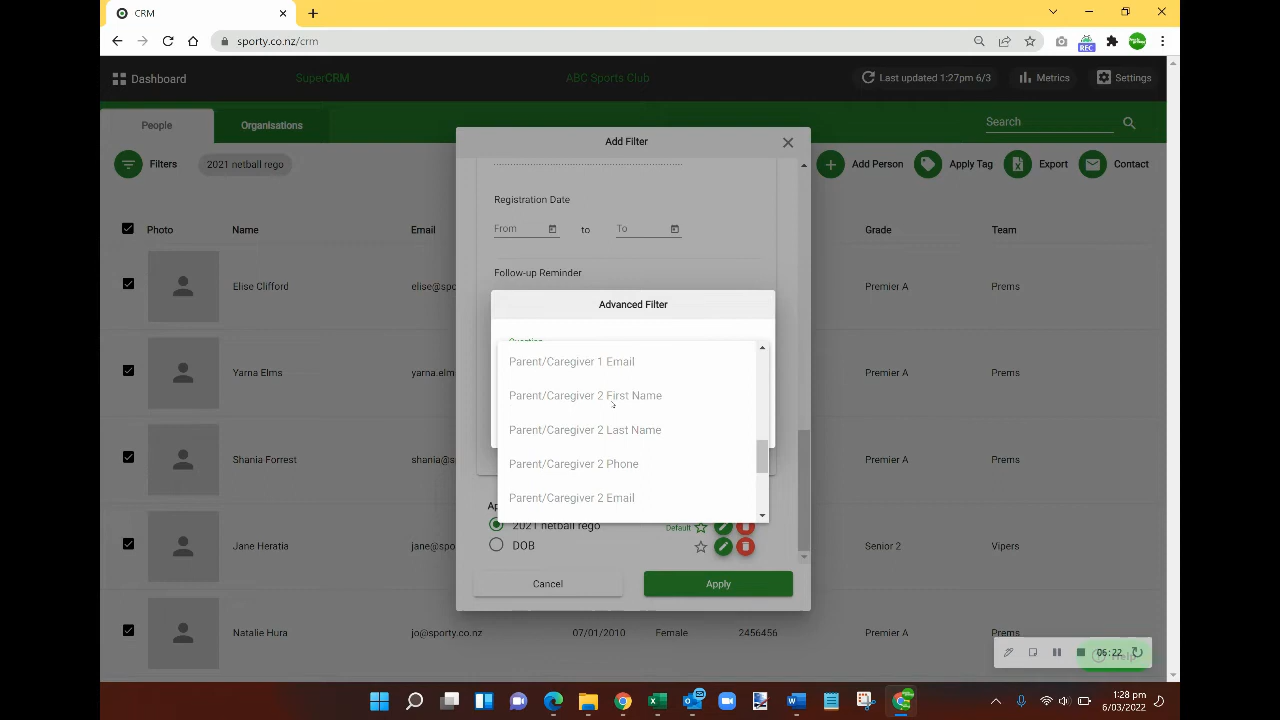 CRM
sporty.co.nz/crm
REC
Dashboard
SuperCRM
ABC Sports Club
Last updated 1:27pm 6/3
Metrics
Settings
People
Organisations
Search
Add Filter
Filters
2021 netball rego
Add Person
Apply Tag
Export
Contact
Registration Date
From
to
To
Photo
Name
Email
Grade
Team
Follow-up Reminder
Elise Clifford
elise@spo
Premier A
Prems
Advanced Filter
Question
Parent/Caregiver 1 Email
Yarna Elms
yarna.elm
Premier A
Prems
Parent/Caregiver 2 First Name
Parent/Caregiver 2 Last Name
Shania Forrest
shania@s
Premier A
Prems
Parent/Caregiver 2 Phone
Parent/Caregiver 2 Email
Ap
2021 netball rego
Default
DOB
Jane Heratia
jane@spo
Senior 2
Vipers
Cancel
Apply
Natalie Hura
jo@sporty.co.nz
07/01/2010
Female
2456456
Premier A
Prems
06:22
Help
1:28 pm
6/03/2022